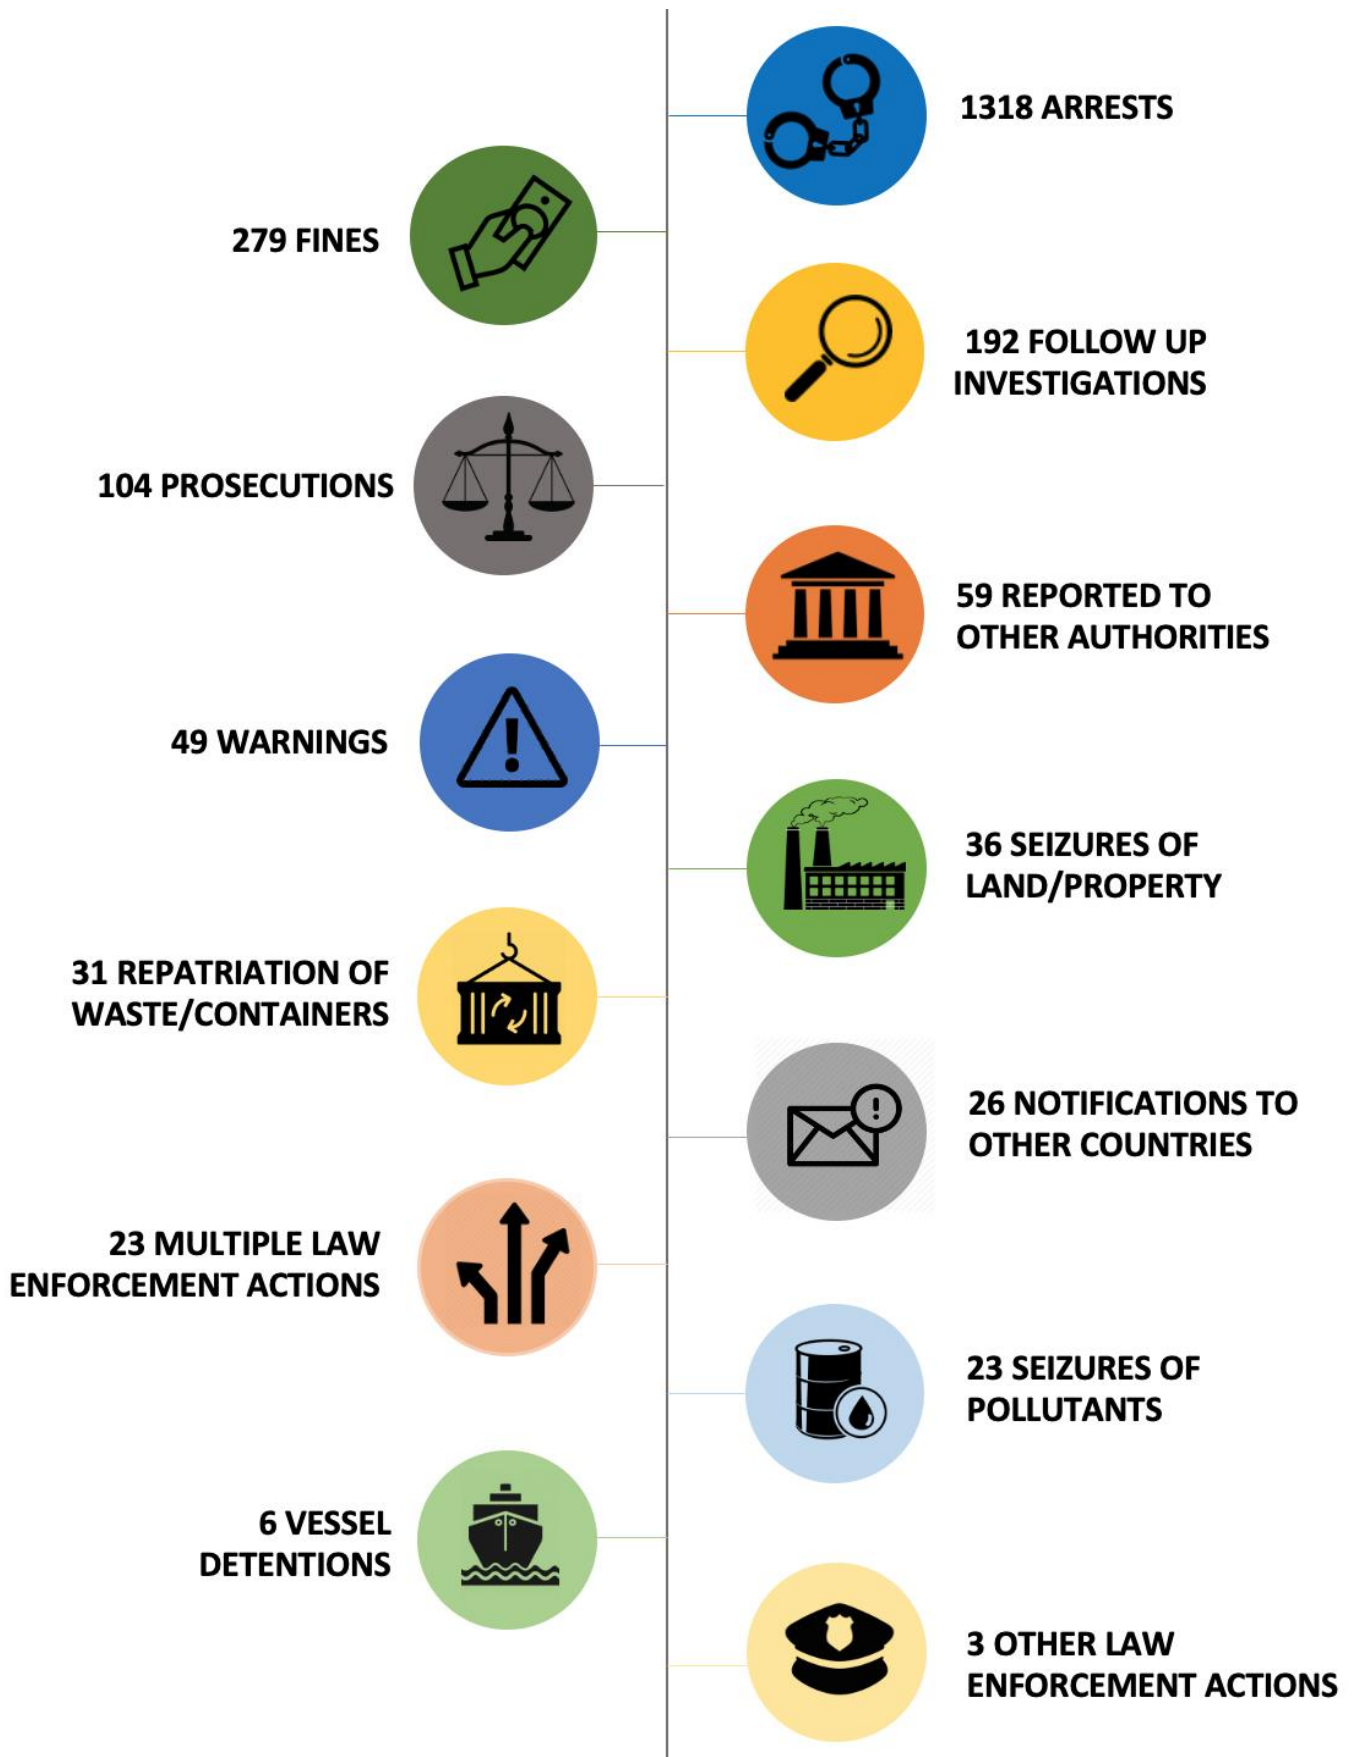 1318 ARRESTS
279 FINES
192 FOLLOW UP
INVESTIGATIONS
104 PROSECUTIONS
59 REPORTED TO
OTHER AUTHORITIES
49 WARNINGS
36 SEIZURES OF
LAND/PROPERTY
31 REPATRIATION OF
WASTE/CONTAINERS
26 NOTIFICATIONS TO
OTHER COUNTRIES
23 MULTIPLE LAW
ENFORCEMENT ACTIONS
23 SEIZURES OF
POLLUTANTS
6 VESSEL
DETENTIONS
3 OTHER LAW
ENFORCEMENT ACTIONS